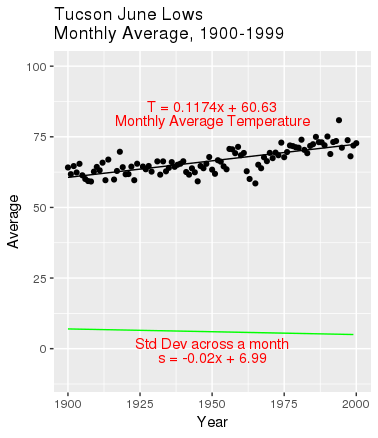 Tucson June Lows
Monthly Average, 1900-1999
100
T = 0.1174x + 60.63
Monthly Average Temperature
75
Average
50
25
Std Dev across a month
0
s = -0.02x + 6.99
1900 1925 1950 1975 2000
Year